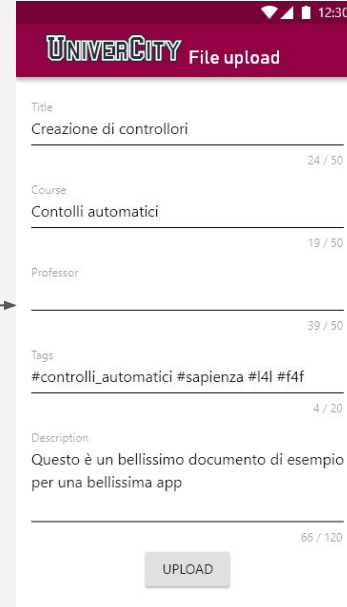 12:30
UNIVERCITY File upload
Title
Creazione di controllori
24 / 50
Course
Contolli automatici
19 / 50
Professor
39 / 50
Tags
#controlli_automatici #sapienza #l4l #f4f
4 / 20
Description
Questo è un bellissimo documento di esempio
per una bellissima app
66 / 120
UPLOAD